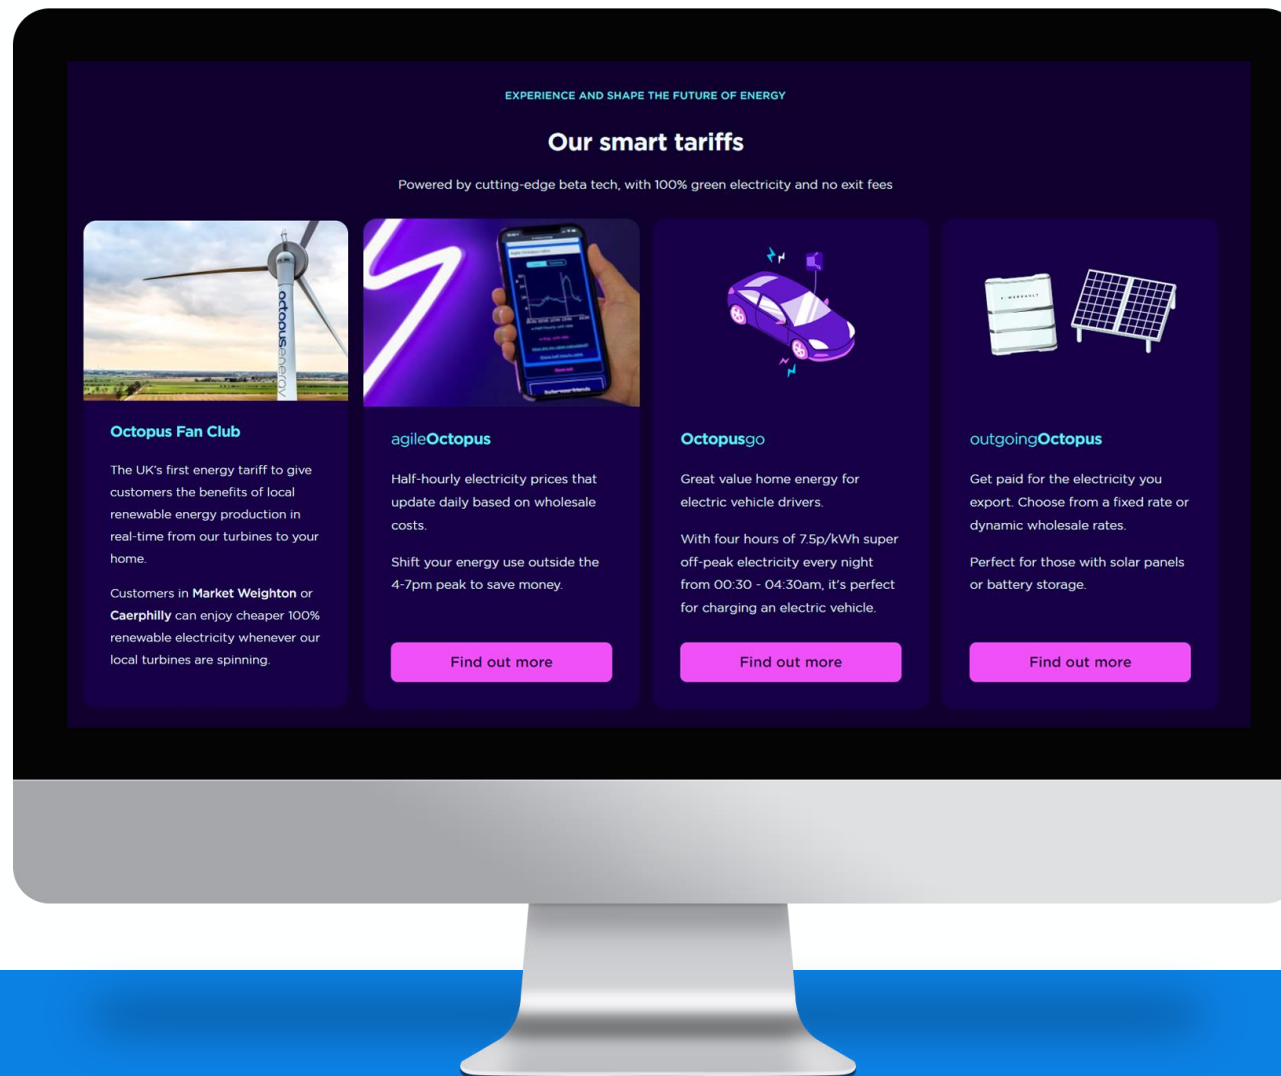 EXPERIENCE AND SHAPE THE FUTURE OF ENERGY
Our smart tariffs
Powered by cutting-edge beta tech, with 100% green electricity and no exit fees
octopusenergy
Octopus Fan Club
The UK's first energy tariff to give
customers the benefits of local
renewable energy production in
real-time from our turbines to your
home.
Customers in Market Weighton or
Caerphilly can enjoy cheaper 100%
renewable electricity whenever our
local turbines are spinning.
agileOctopus
Half-hourly electricity prices that
update daily based on wholesale
costs.
Shift your energy use outside the
4-7pm peak to save money.
Find out more
Octopusgo
Great value home energy for
electric vehicle drivers.
With four hours of 7.5p/kWh super
off-peak electricity every night
from 00:30 - 04:30am, it's perfect
for charging an electric vehicle.
Find out more
POWERVAULT
outgoingOctopus
Get paid for the electricity you
export. Choose from a fixed rate or
dynamic wholesale rates.
Perfect for those with solar panels
or battery storage.
Find out more